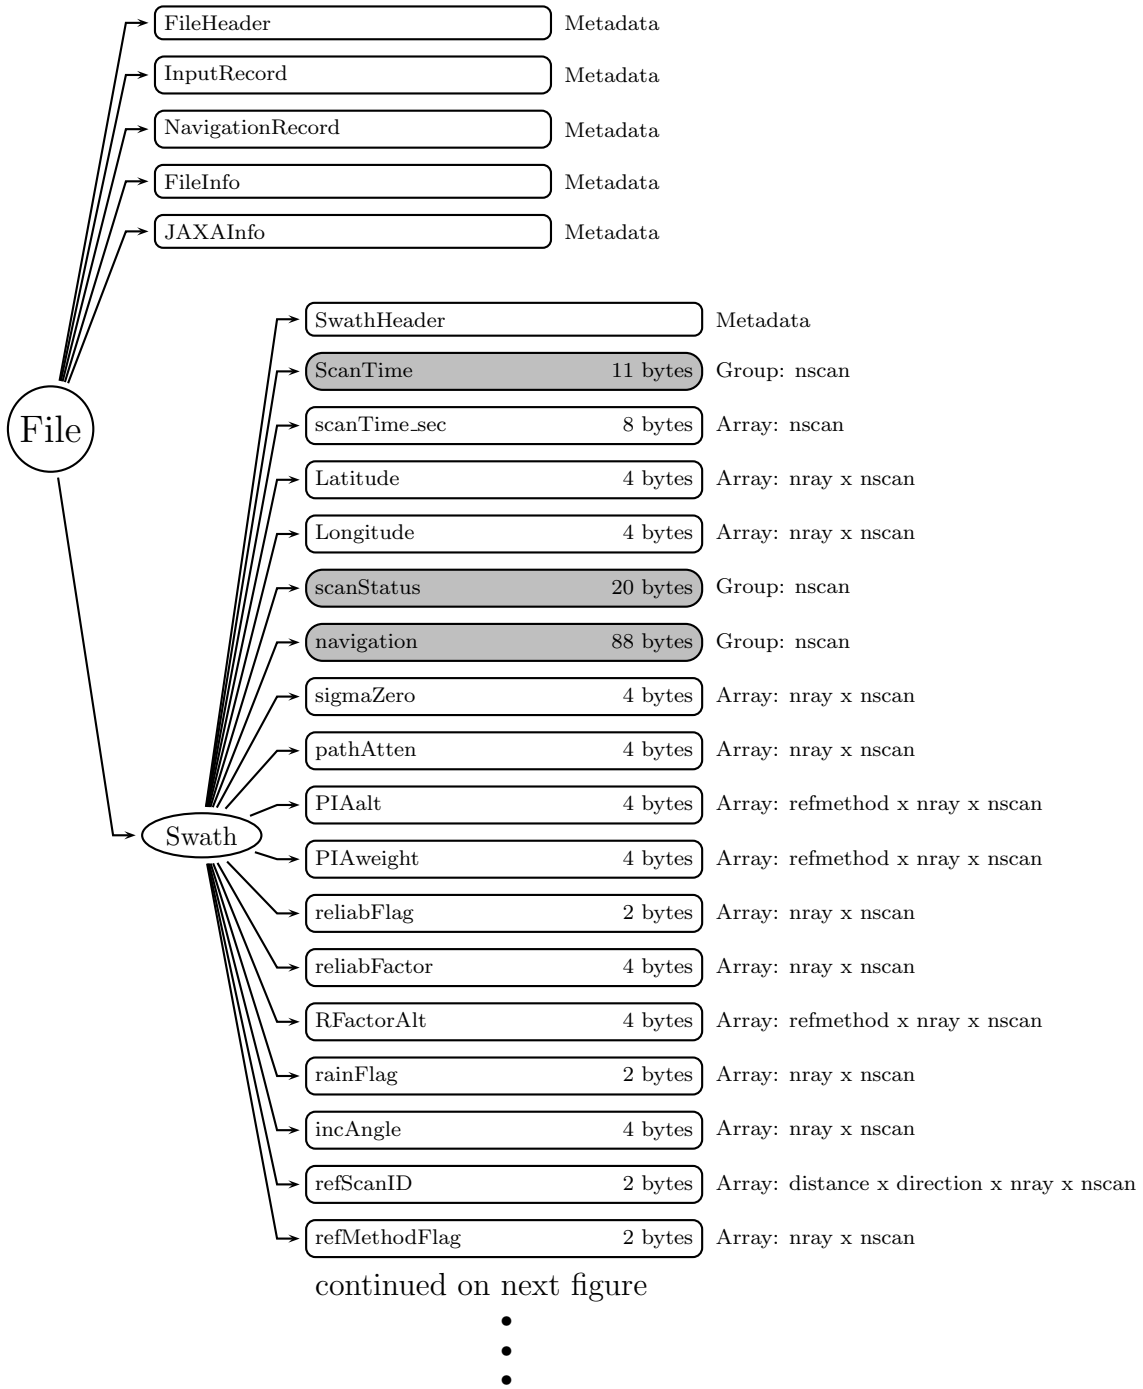 FileHeader Metadata
InputRecord Metadata
NavigationRecord Metadata
FileInfo Metadata
JAXAInfo Metadata
SwathHeader Metadata
ScanTime 11 bytes Group: nscan
File
scanTime_sec 8 bytes Array: nscan
Latitude 4 bytes Array: nray x nscan
Longitude 4 bytes Array: nray x nscan
scanStatus 20 bytes Group: nscan
navigation 88 bytes Group: nscan
sigmaZero 4 bytes Array: nray x nscan
pathAtten 4 bytes Array: nray x nscan
PIAalt 4 bytes Array: refmethod x nray x nscan
Swath
PIAweight 4 bytes Array: refmethod x nray x nscan
reliabFlag 2 bytes Array: nray x nscan
reliabFactor 4 bytes Array: nray x nscan
RFactorAlt 4 bytes Array: refmethod x nray x nscan
rainFlag 2 bytes Array: nray x nscan
incAngle 4 bytes Array: nray x nscan
refScanID 2 bytes Array: distance x direction x nray x nscan
refMethodFlag 2 bytes Array: nray x nscan
continued on next figure